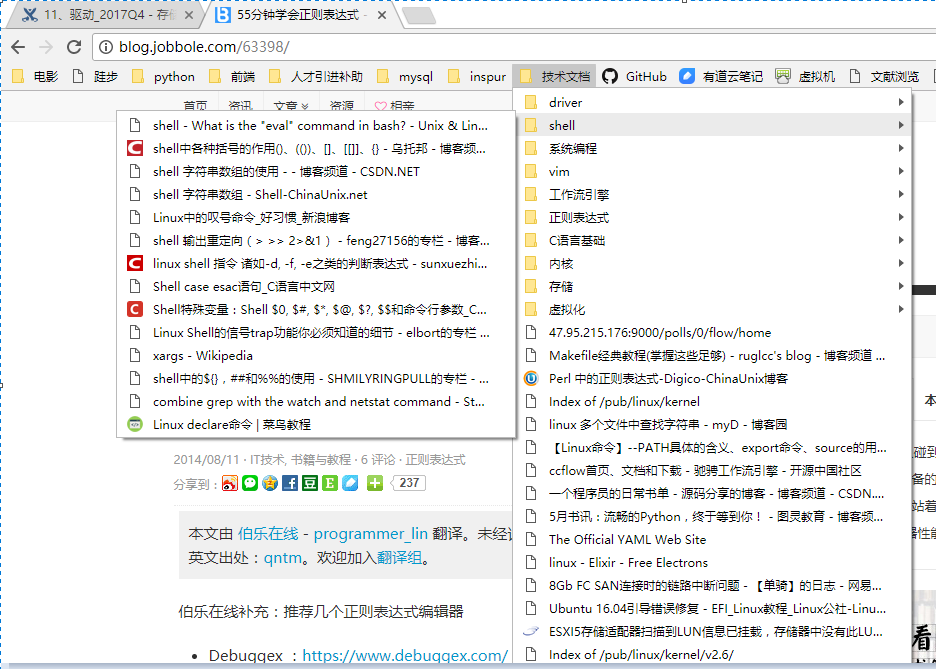 11、驱动_2017Q4 - 存储
55分钟学会正则表达式 -
blog.jobbole.com/63398/
电影 跬步 python 前端 人才引进补助 mysql inspur 技术文档 GitHub 有道云笔记 虚拟机 文献浏览
首页 资讯 文章 资源 相亲
shell - What is the "eval" command in bash? - Unix & Lin...
shell中各种括号的作用()、(())、[]、[[]]、{} - 乌托邦 - 博客频...
shell 字符串数组的使用 - - 博客频道 - CSDN.NET
shell 字符串数组 - Shell-ChinaUnix.net
Linux中的叹号命令_好习惯_新浪博客
shell 输出重定向（> >> 2>&1） - feng27156的专栏 - 博客...
linux shell 指令 诸如-d, -f, -e之类的判断表达式 - sunxuezhi...
Shell case esac语句_C语言中文网
Shell特殊变量：Shell $0, $#, $*, $@, $?, $$和命令行参数_C...
Linux Shell的信号trap功能你必须知道的细节 - elbort的专栏 ...
xargs - Wikipedia
shell中的${}，##和%%的使用 - SHMILYRINGPULL的专栏 - ...
combine grep with the watch and netstat command - St...
Linux declare命令 | 菜鸟教程
driver
shell
系统编程
vim
工作流引擎
正则表达式
C语言基础
内核
存储
虚拟化
47.95.215.176:9000/polls/0/flow/home
Makefile经典教程(掌握这些足够) - ruglcc's blog - 博客频道 ...
Perl 中的正则表达式-Digico-ChinaUnix博客
Index of /pub/linux/kernel
linux 多个文件中查找字符串 - myD - 博客园
【Linux命令】--PATH具体的含义、export命令、source的用...
ccflow首页、文档和下载 - 驰骋工作流引擎 - 开源中国社区
一个程序员的日常书单 - 源码分享的博客 - 博客频道 - CSDN....
5月书讯：流畅的Python，终于等到你！ - 图灵教育 - 博客频...
The Official YAML Web Site
linux - Elixir - Free Electrons
8Gb FC SAN连接时的链路中断问题 - 【单骑】的日志 - 网易...
Ubuntu 16.04引导错误修复 - EFI_Linux教程_Linux公社-Linu...
ESXI5存储适配器扫描到LUN信息已挂载，存储器中没有此LU...
Index of /pub/linux/kernel/v2.6/
2014/08/11 · IT技术, 书籍与教程 · 6 评论 · 正则表达式
分享到： 237
本文由 伯乐在线 - programmer_lin 翻译。未经
英文出处：qntm。欢迎加入翻译组。
伯乐在线补充：推荐几个正则表达式编辑器
• Debuggex ：https://www.debuggex.com/
本
碰到
备的
站着
性能
看